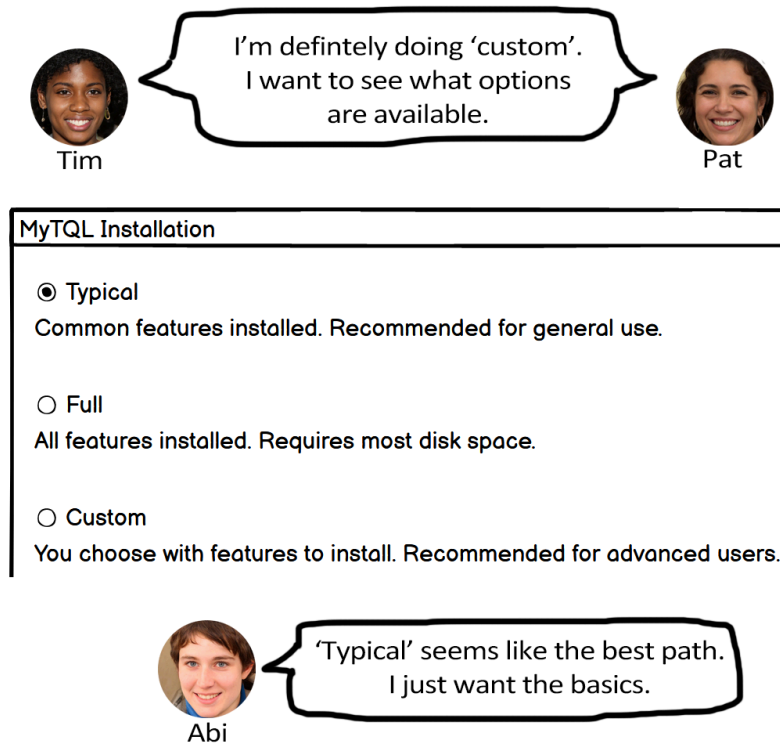 I'm defintely doing 'custom'.
I want to see what options
are available.
Tim
Pat
MyTQL Installation
Typical
Common features installed. Recommended for general use.
Full
All features installed. Requires most disk space.
Custom
You choose with features to install. Recommended for advanced users.
'Typical' seems like the best path.
I just want the basics.
Abi